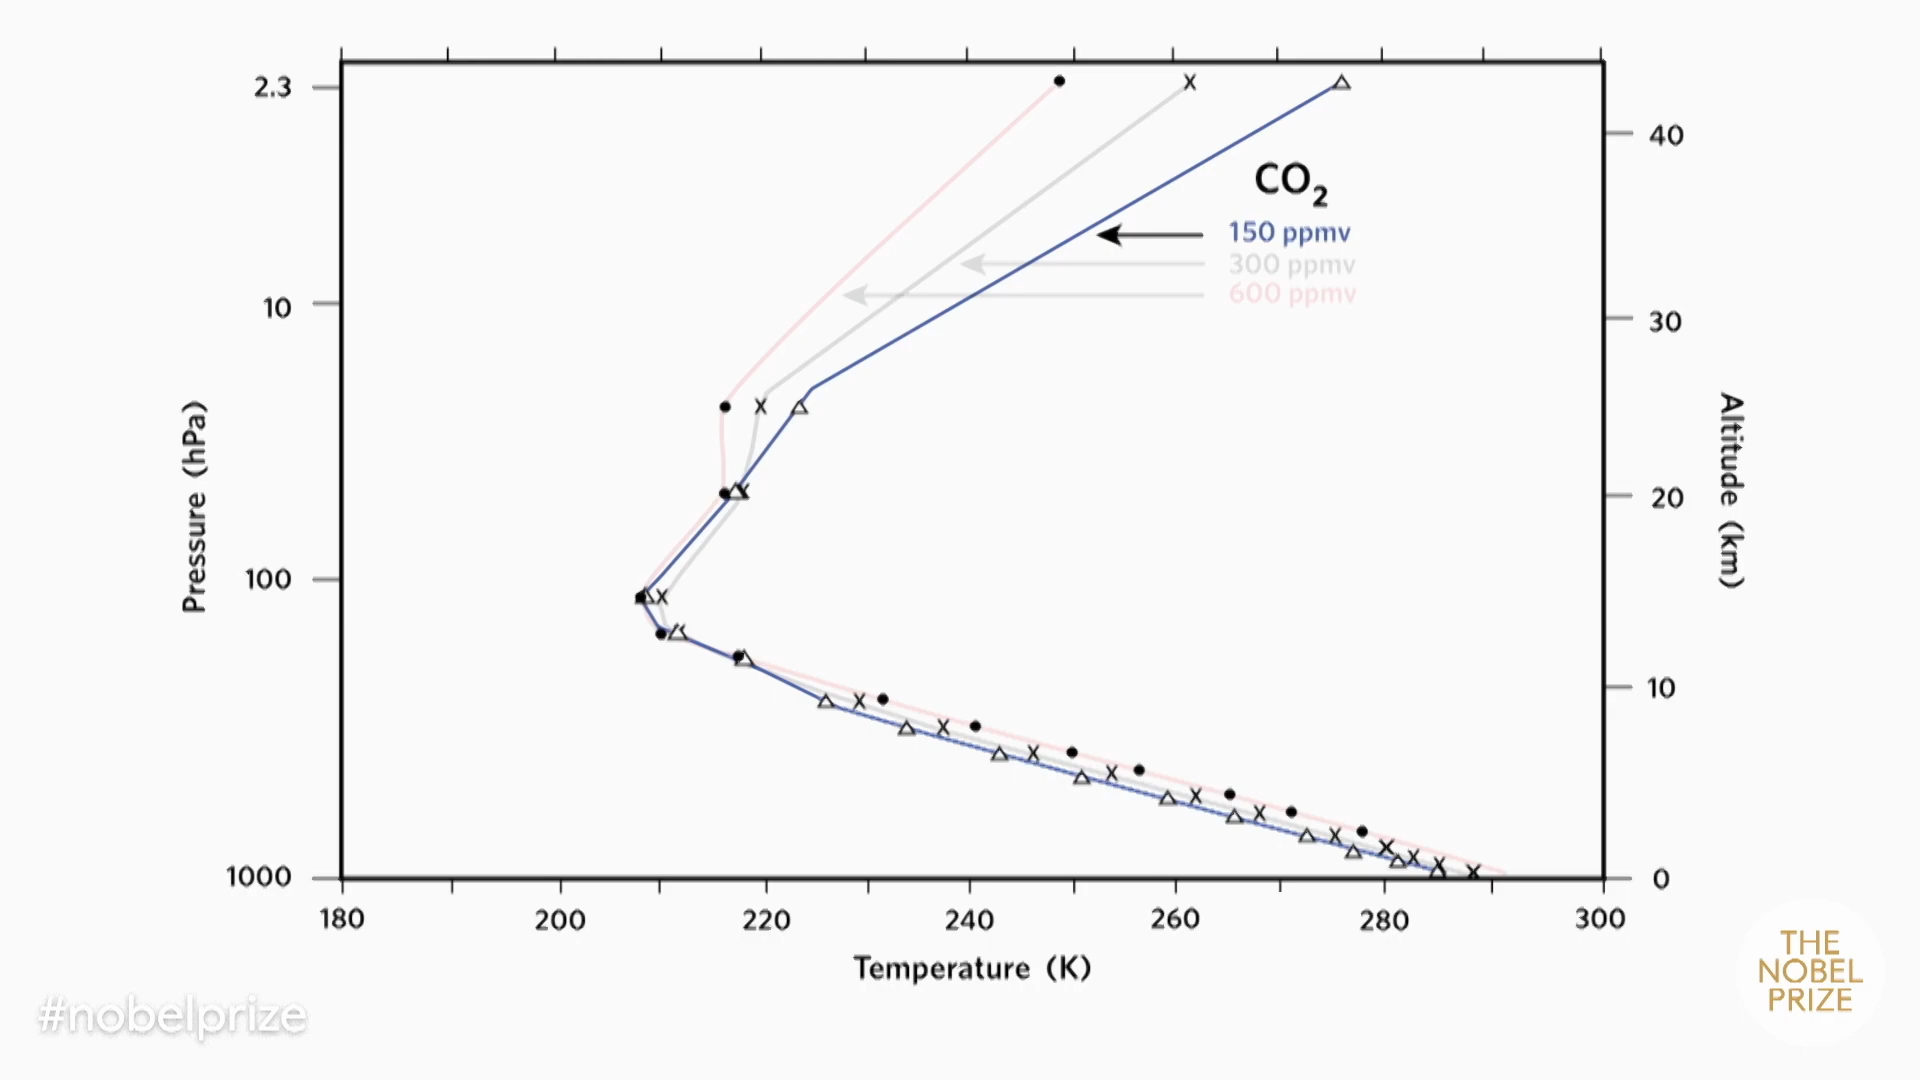 2.3
10
100
1000
Pressure (hPa)
CO2
150 ppmv
300 ppmv
600 ppmv
40
30
20
10
0
Altitude (km)
180
200
220
240
260
280
300
Temperature (K)
#nobelprize
THE
NOBEL
PRIZE